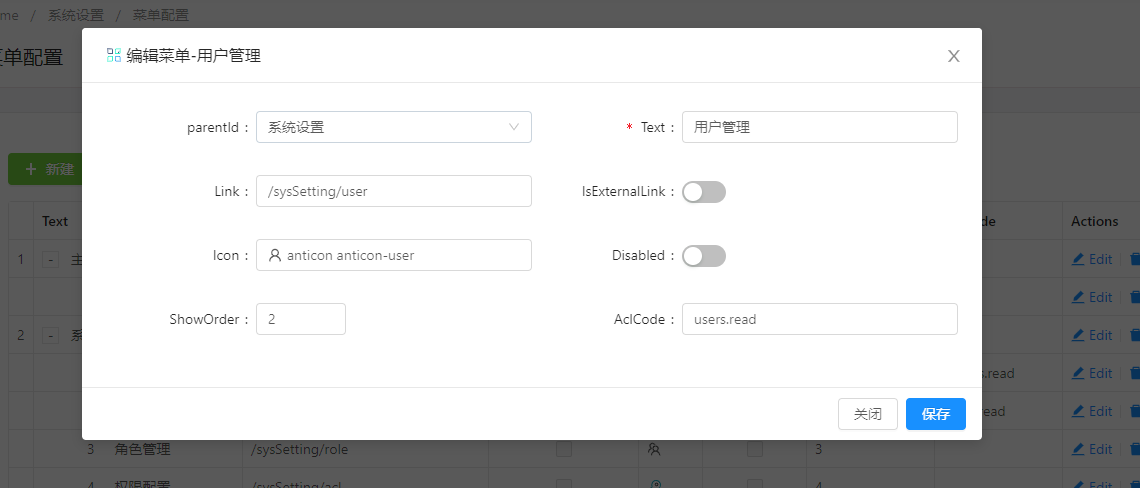 me / 系统设置 / 菜单配置
菜单配置
编辑菜单-用户管理
parentId : 系统设置
* Text : 用户管理
Link : /sysSetting/user
IsExternalLink :
Icon : anticon anticon-user
Disabled :
ShowOrder : 2
AclCode : users.read
关闭 保存
+ 新建
Text de Actions
1 - 主 Edit
Edit
2 - 系 Edit
s.read Edit
ead Edit
3 角色管理 /sysSetting/role 3 Edit
4 权限配置 /sysSetting/acl 4 Edit